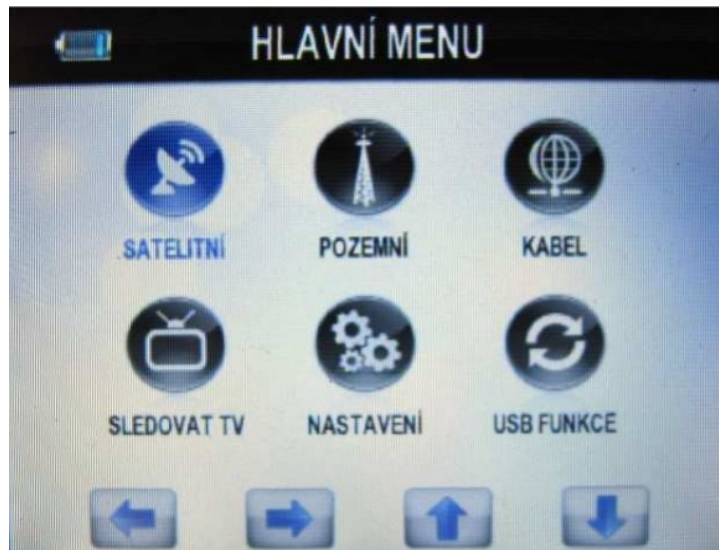 HLAVNÍ MENU
SATELITNÍ
POZEMNÍ
KABEL
SLEDOVAT TV
NASTAVENÍ
USB FUNKCE